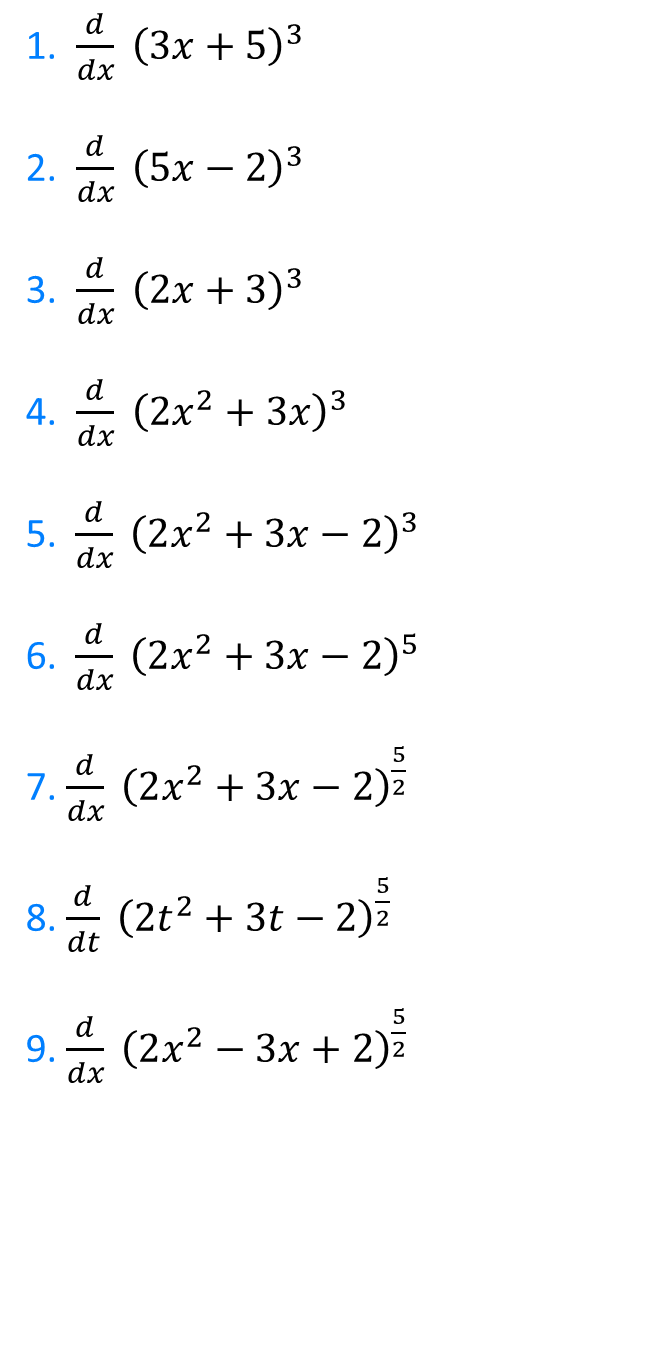 1. d/dx (3x + 5)³
2. d/dx (5x − 2)³
3. d/dx (2x + 3)³
4. d/dx (2x² + 3x)³
5. d/dx (2x² + 3x − 2)³
6. d/dx (2x² + 3x − 2)⁵
7. d/dx (2x² + 3x − 2)^(5/2)
8. d/dt (2t² + 3t − 2)^(5/2)
9. d/dx (2x² − 3x + 2)^(5/2)